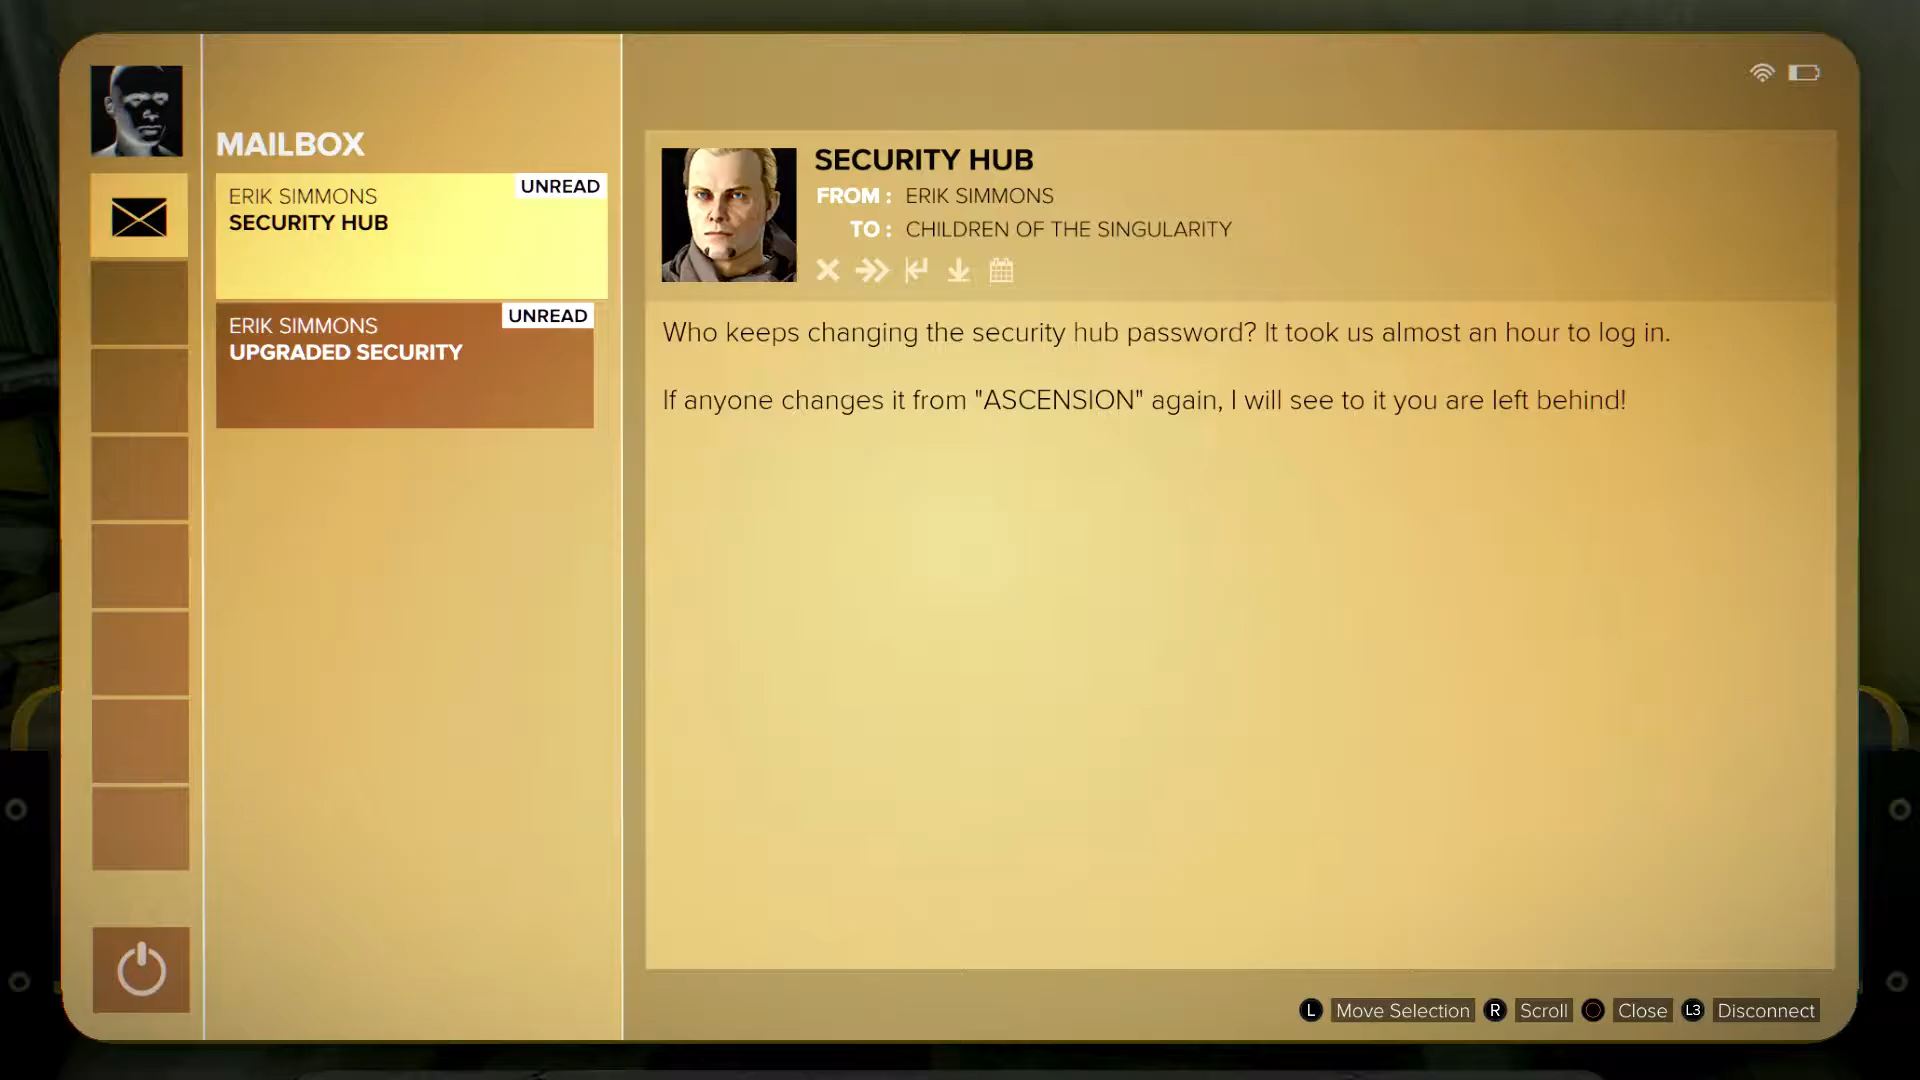 MAILBOX
ERIK SIMMONS
UNREAD
SECURITY HUB
ERIK SIMMONS
UNREAD
UPGRADED SECURITY
SECURITY HUB
FROM : ERIK SIMMONS
TO : CHILDREN OF THE SINGULARITY
Who keeps changing the security hub password? It took us almost an hour to log in.
If anyone changes it from "ASCENSION" again, I will see to it you are left behind!
L Move Selection R Scroll Close L3 Disconnect